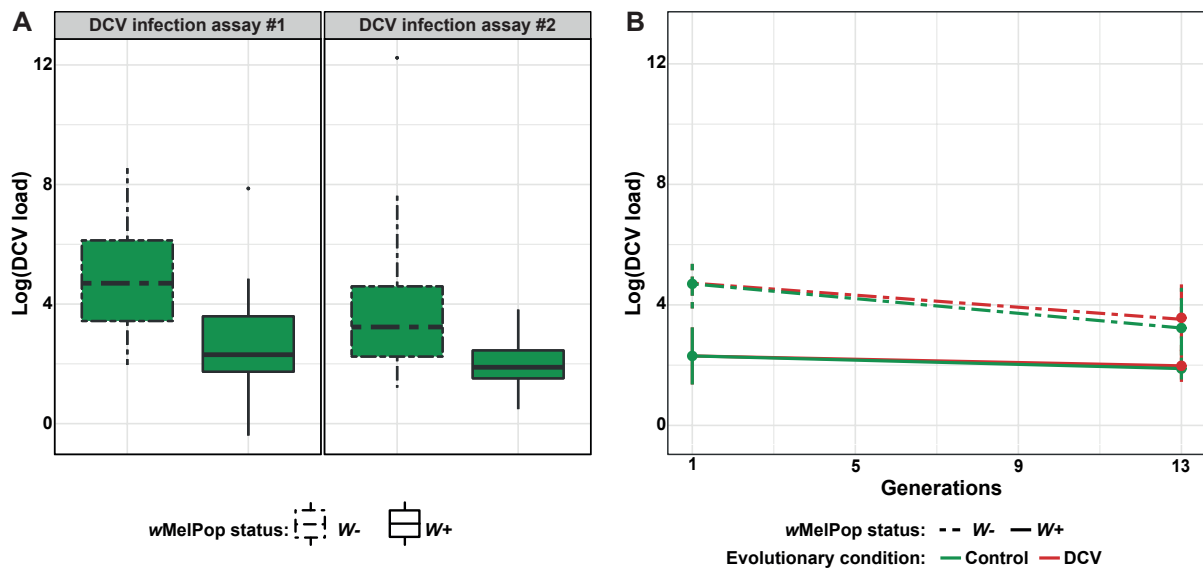 A
DCV infection assay #1
DCV infection assay #2
Log(DCV load)
12
8
4
0
wMelPop status:
W-
W+
B
Log(DCV load)
12
8
4
0
1
5
9
13
Generations
wMelPop status:
W-
W+
Evolutionary condition:
Control
DCV